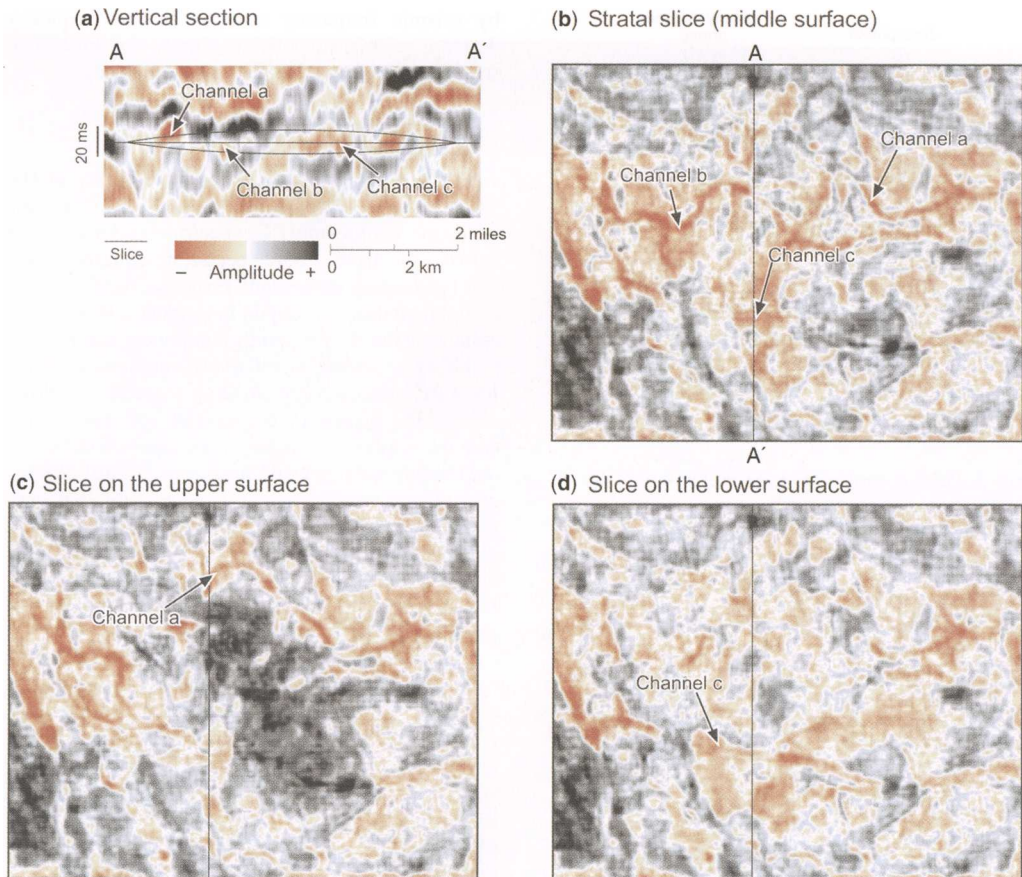 (a) Vertical section
A A´
Channel a
20 ms
Channel b
Channel c
Slice
– Amplitude +
0 2 miles
0 2 km
(b) Stratal slice (middle surface)
A
Channel a
Channel b
Channel c
A´
(c) Slice on the upper surface
Channel a
(d) Slice on the lower surface
Channel c